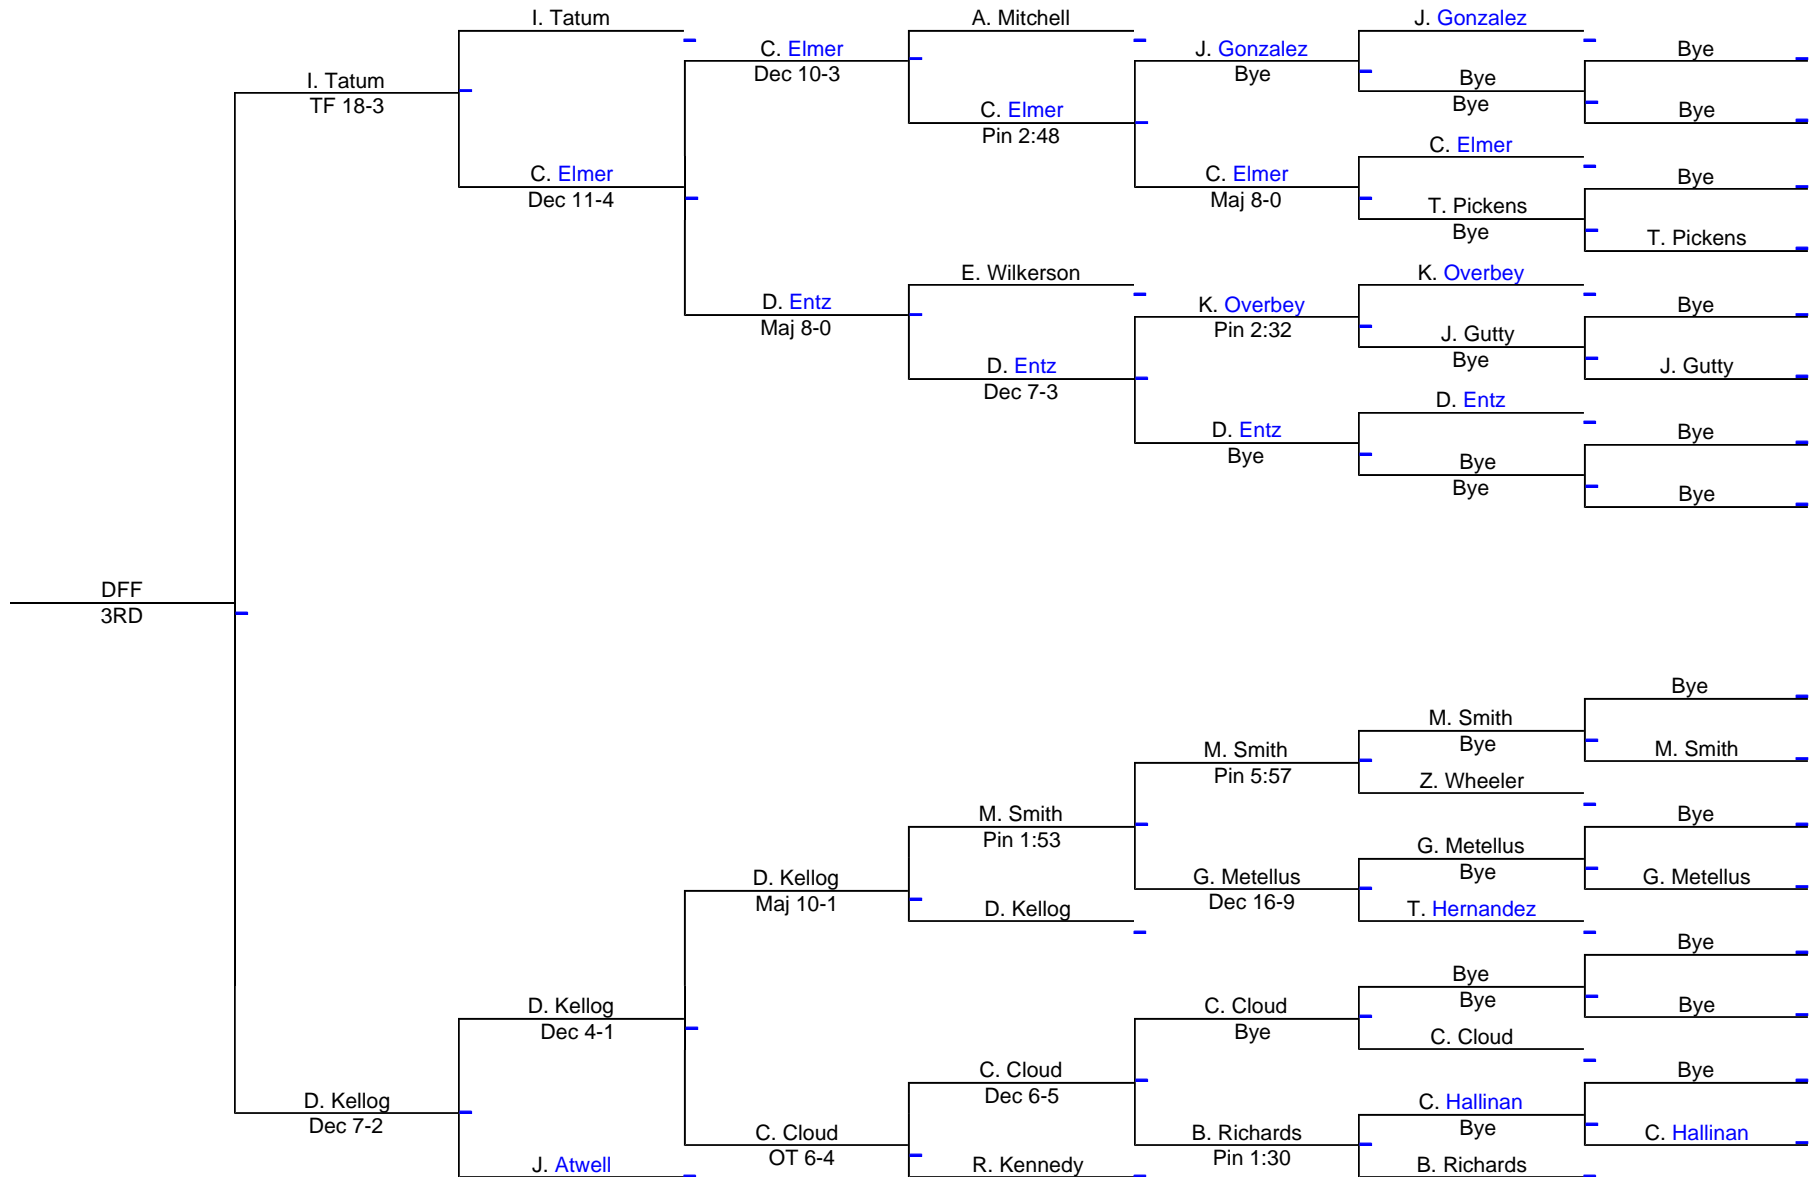 I. Tatum
A. Mitchell
J. Gonzalez
C. Elmer
Dec 10-3
J. Gonzalez
Bye
Bye
I. Tatum
TF 18-3
Bye
Bye
C. Elmer
Pin 2:48
Bye
C. Elmer
C. Elmer
Dec 11-4
C. Elmer
Maj 8-0
Bye
T. Pickens
Bye
T. Pickens
E. Wilkerson
K. Overbey
D. Entz
Maj 8-0
K. Overbey
Pin 2:32
Bye
J. Gutty
Bye
D. Entz
Dec 7-3
J. Gutty
D. Entz
D. Entz
Bye
Bye
Bye
Bye
Bye
DFF
3RD
Bye
M. Smith
Bye
M. Smith
Pin 5:57
M. Smith
Z. Wheeler
M. Smith
Pin 1:53
Bye
G. Metellus
Bye
D. Kellog
Maj 10-1
G. Metellus
Dec 16-9
G. Metellus
D. Kellog
T. Hernandez
Bye
Bye
Bye
D. Kellog
Dec 4-1
C. Cloud
Bye
Bye
C. Cloud
C. Cloud
Dec 6-5
Bye
D. Kellog
Dec 7-2
C. Hallinan
Bye
C. Cloud
OT 6-4
B. Richards
Pin 1:30
C. Hallinan
J. Atwell
R. Kennedy
B. Richards